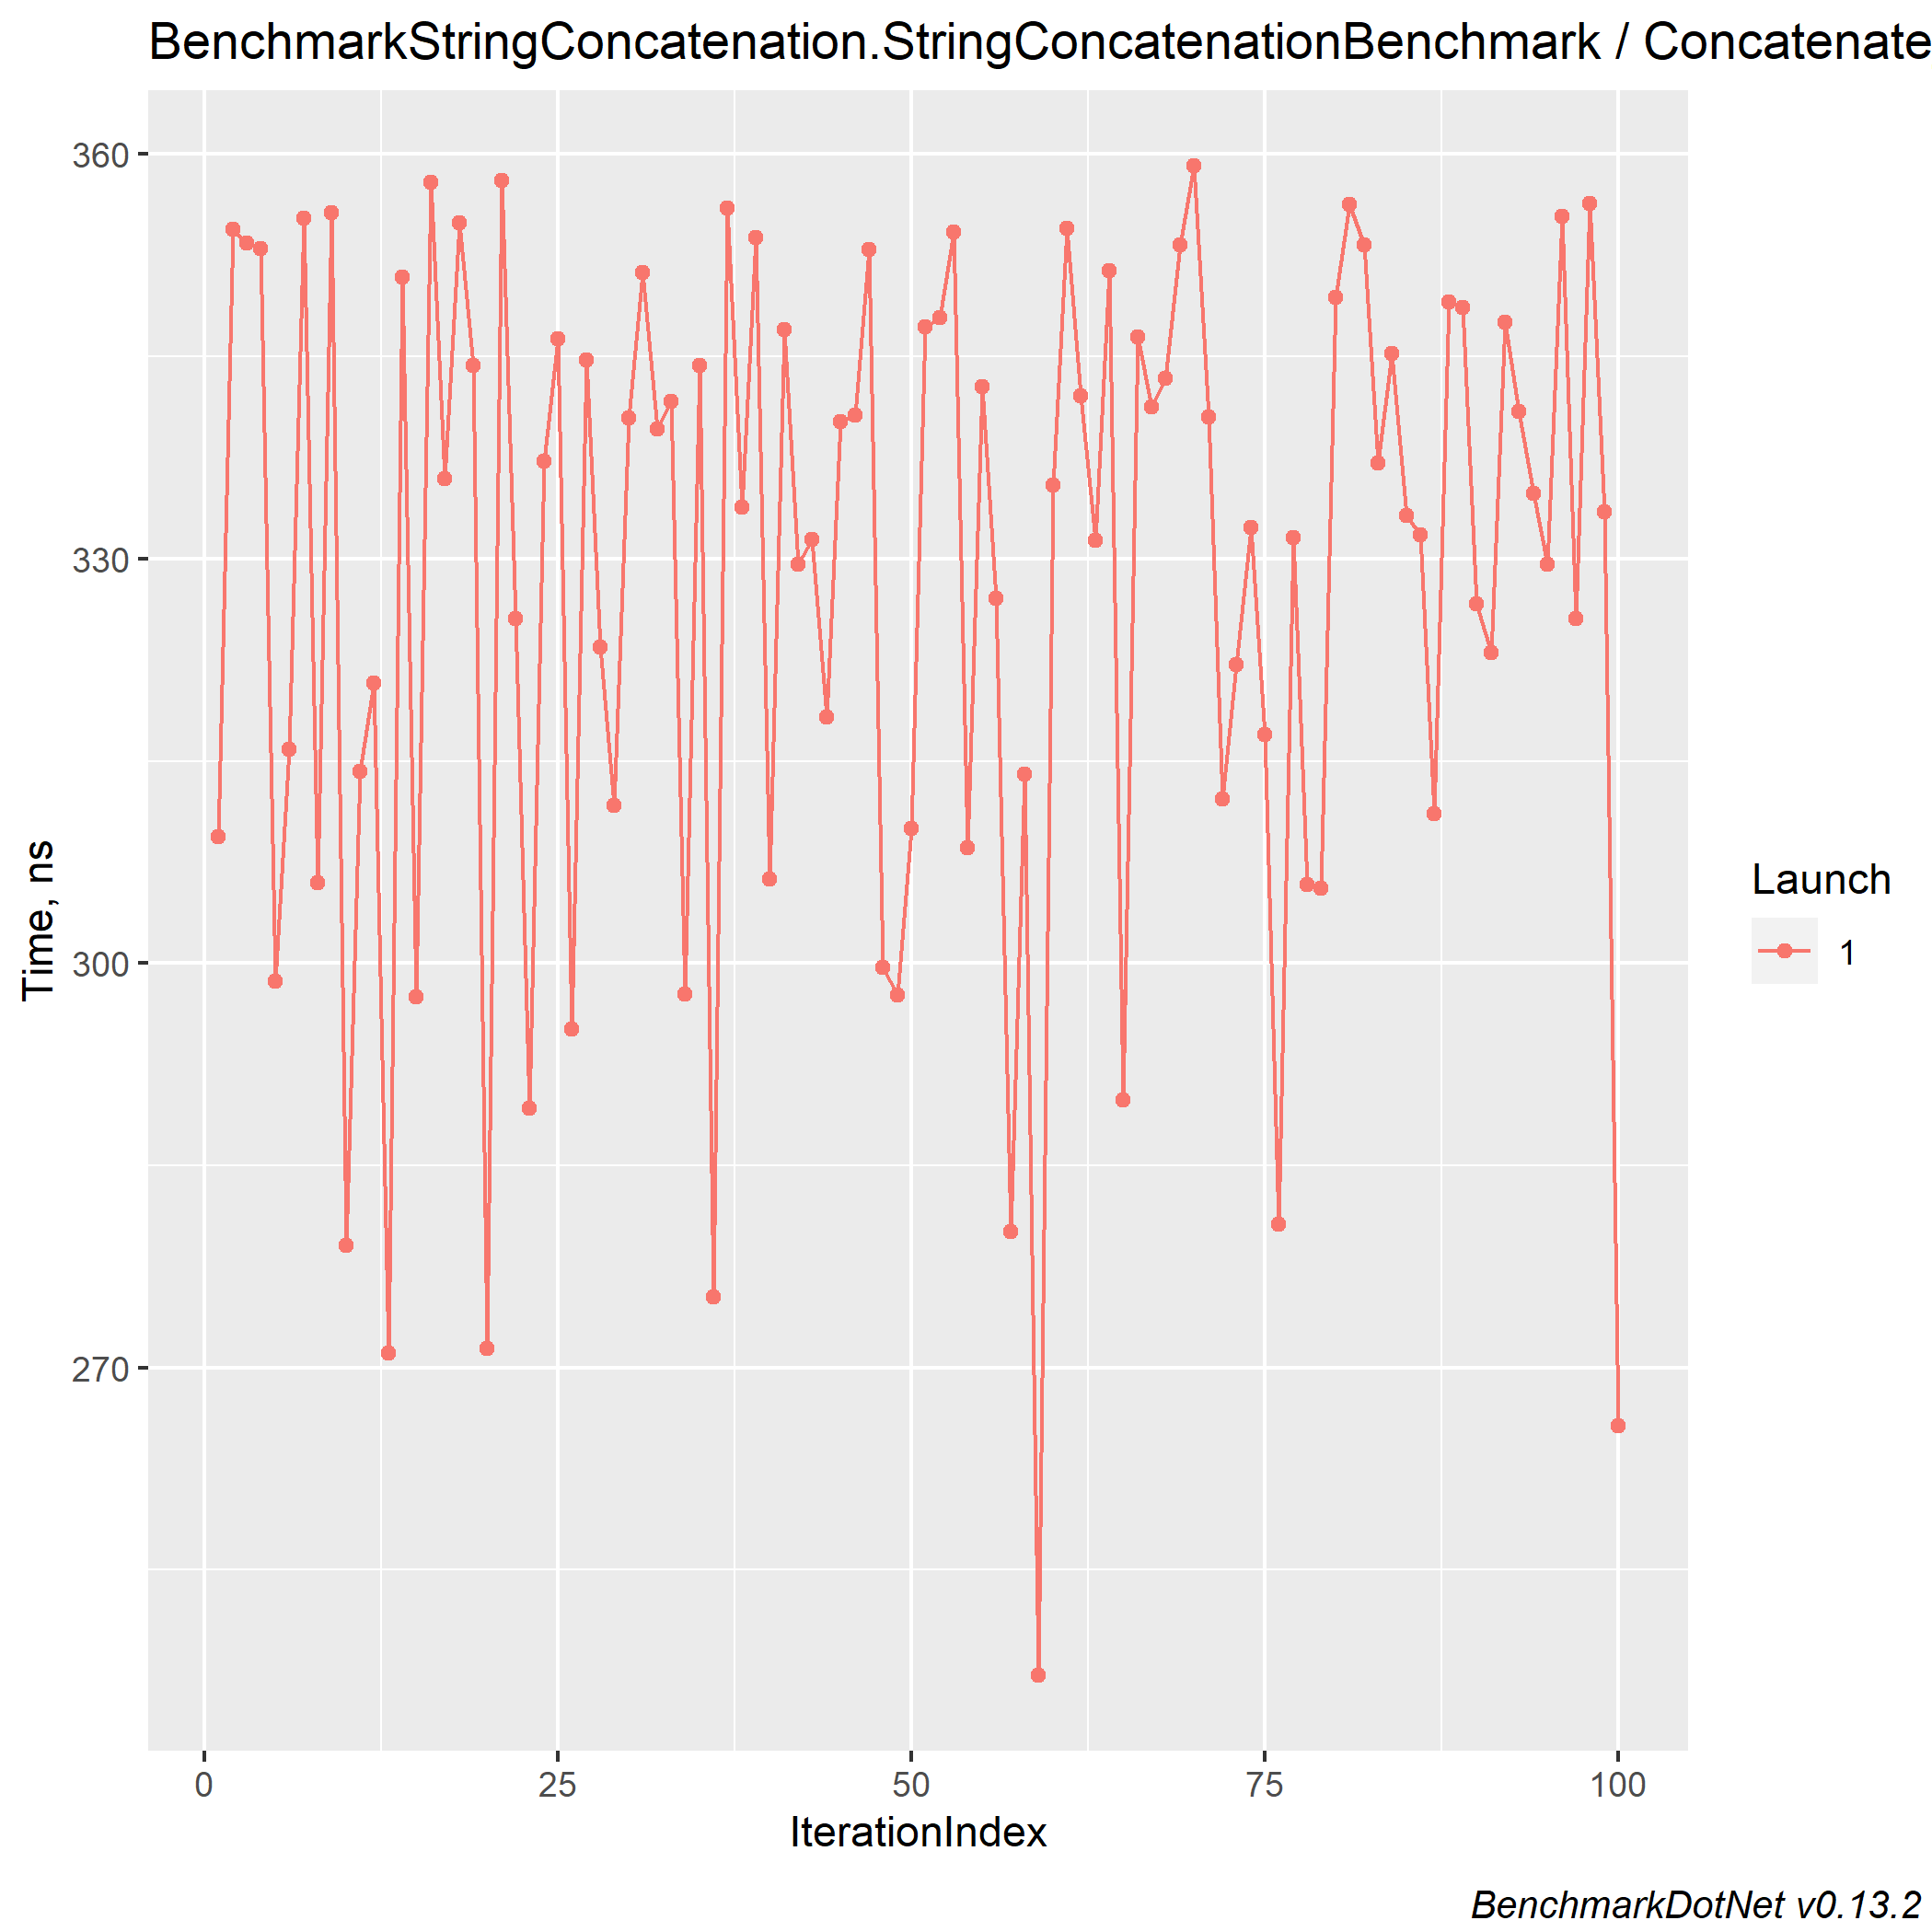 BenchmarkStringConcatenation.StringConcatenationBenchmark / Concatenate
360
330
300
270
Time, ns
0 25 50 75 100
IterationIndex
Launch
1
BenchmarkDotNet v0.13.2